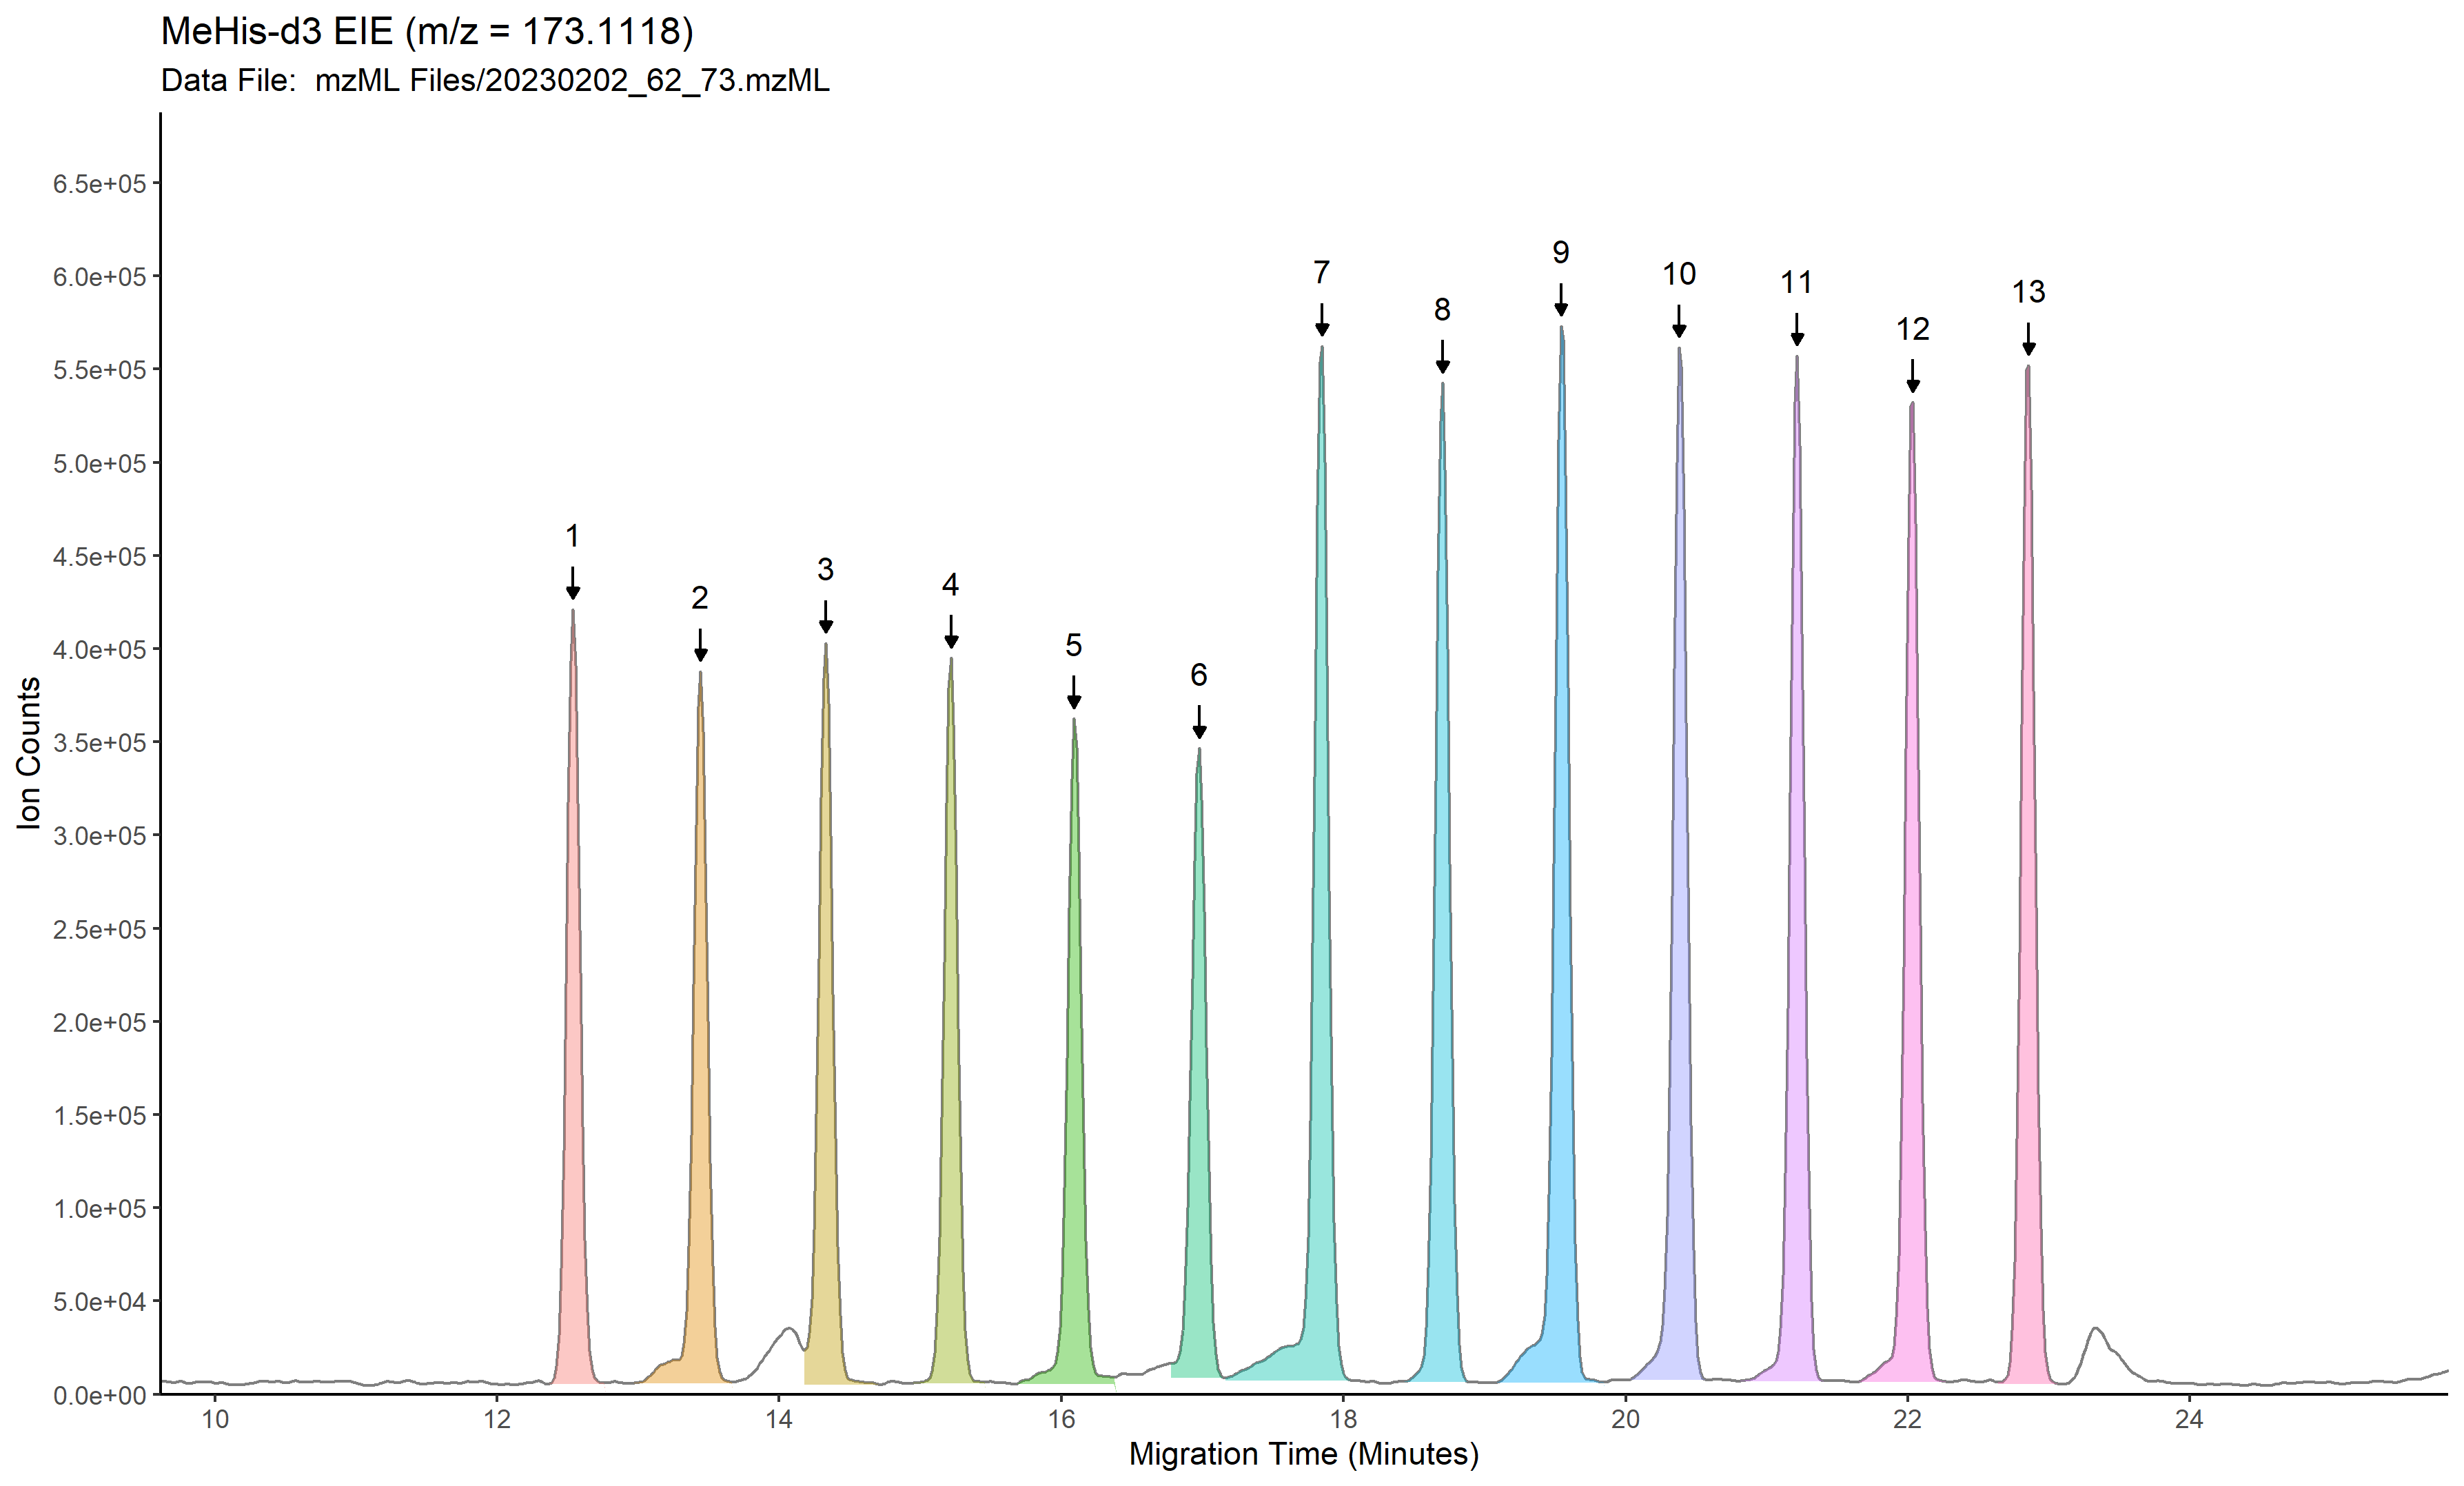 MeHis-d3 EIE (m/z = 173.1118)
Data File:  mzML Files/20230202_62_73.mzML
6.5e+05
6.0e+05
5.5e+05
5.0e+05
4.5e+05
4.0e+05
3.5e+05
3.0e+05
2.5e+05
2.0e+05
1.5e+05
1.0e+05
5.0e+04
0.0e+00
Ion Counts
1
2
3
4
5
6
7
8
9
10
11
12
13
10
12
14
16
18
20
22
24
Migration Time (Minutes)